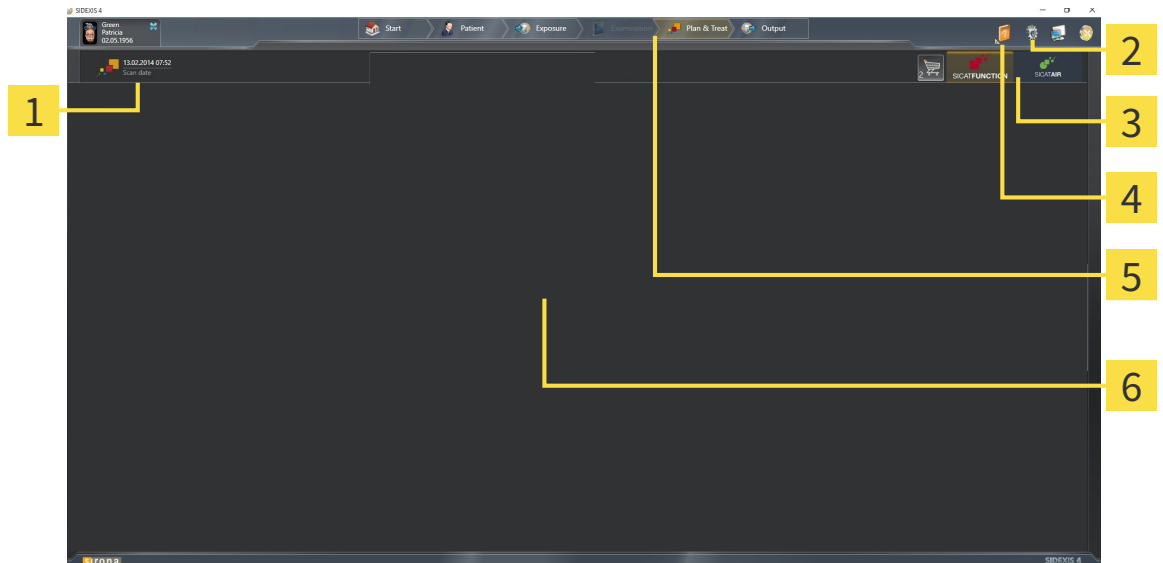 SIDEXIS 4
Green
Patricia
02.05.1956
Start
Patient
Exposure
Examination
Plan & Treat
Output
13.02.2014 07:52
Scan date
2
SICATFUNCTION
SICATAIR
1
2
3
4
5
6
sirona
SIDEXIS 4